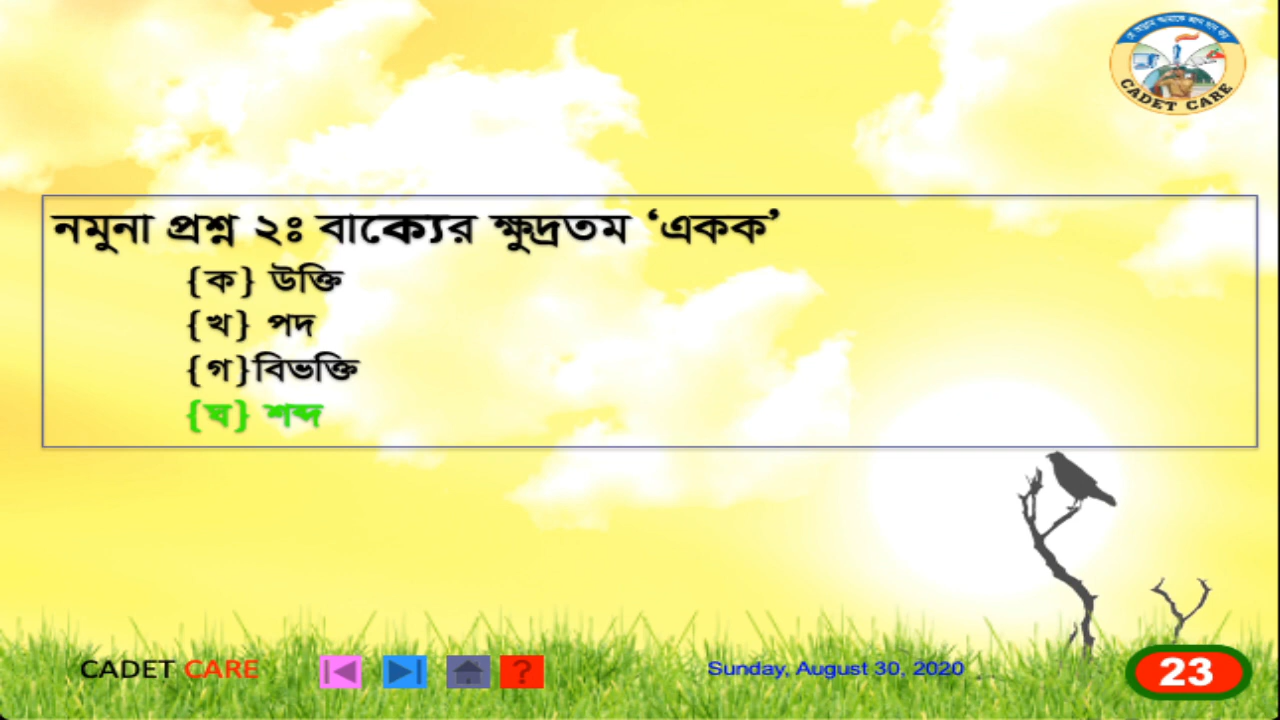 CADET CARE
নমুনা প্রশ্ন ২ঃ বাক্যের ক্ষুদ্রতম ‘একক’
{ক} উক্তি
{খ} পদ
{গ}বিভক্তি
{ঘ} শব্দ
CADET CARE
?
Sunday, August 30, 2020
23